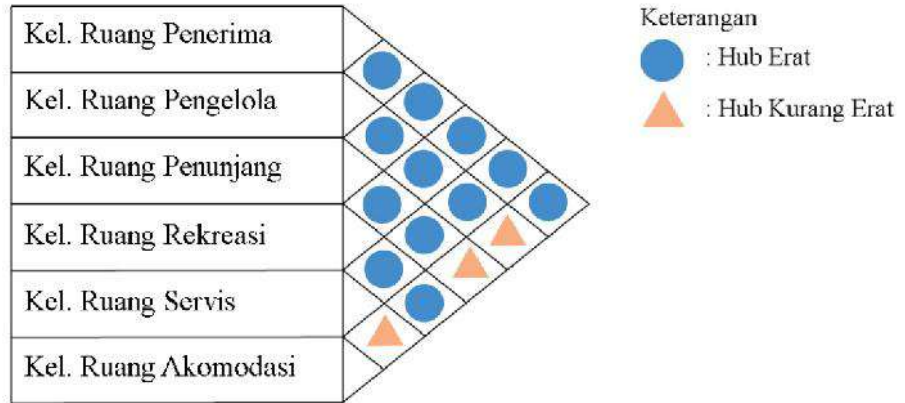 Kel. Ruang Penerima
Kel. Ruang Pengelola
Kel. Ruang Penunjang
Kel. Ruang Rekreasi
Kel. Ruang Servis
Kel. Ruang Akomodasi
Keterangan
: Hub Erat
: Hub Kurang Erat